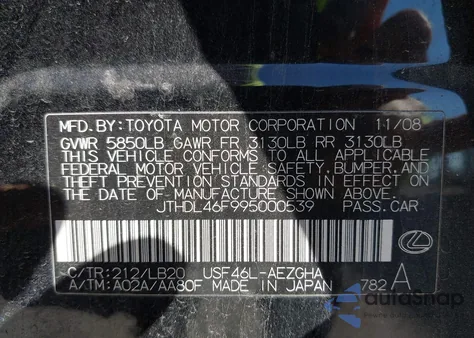 MFD.BY:TOYOTA MOTOR CORPORATION 11/08
GVWR 5850LB GAWR FR 3130LB RR 3130LB
THIS VEHICLE CONFORMS TO ALL APPLICABLE
FEDERAL MOTOR VEHICLE SAFETY,BUMPER,AND
THEFT PREVENTION STANDARDS IN EFFECT ON
THE DATE OF MANUFACTURE SHOWN ABOVE.
JTHDL46F995000539 PASS.CAR
C/TR:212/LB20 USF46L-AEZGHA
A/TM:A02A/AA80F MADE IN JAPAN 782 A
autoSnap